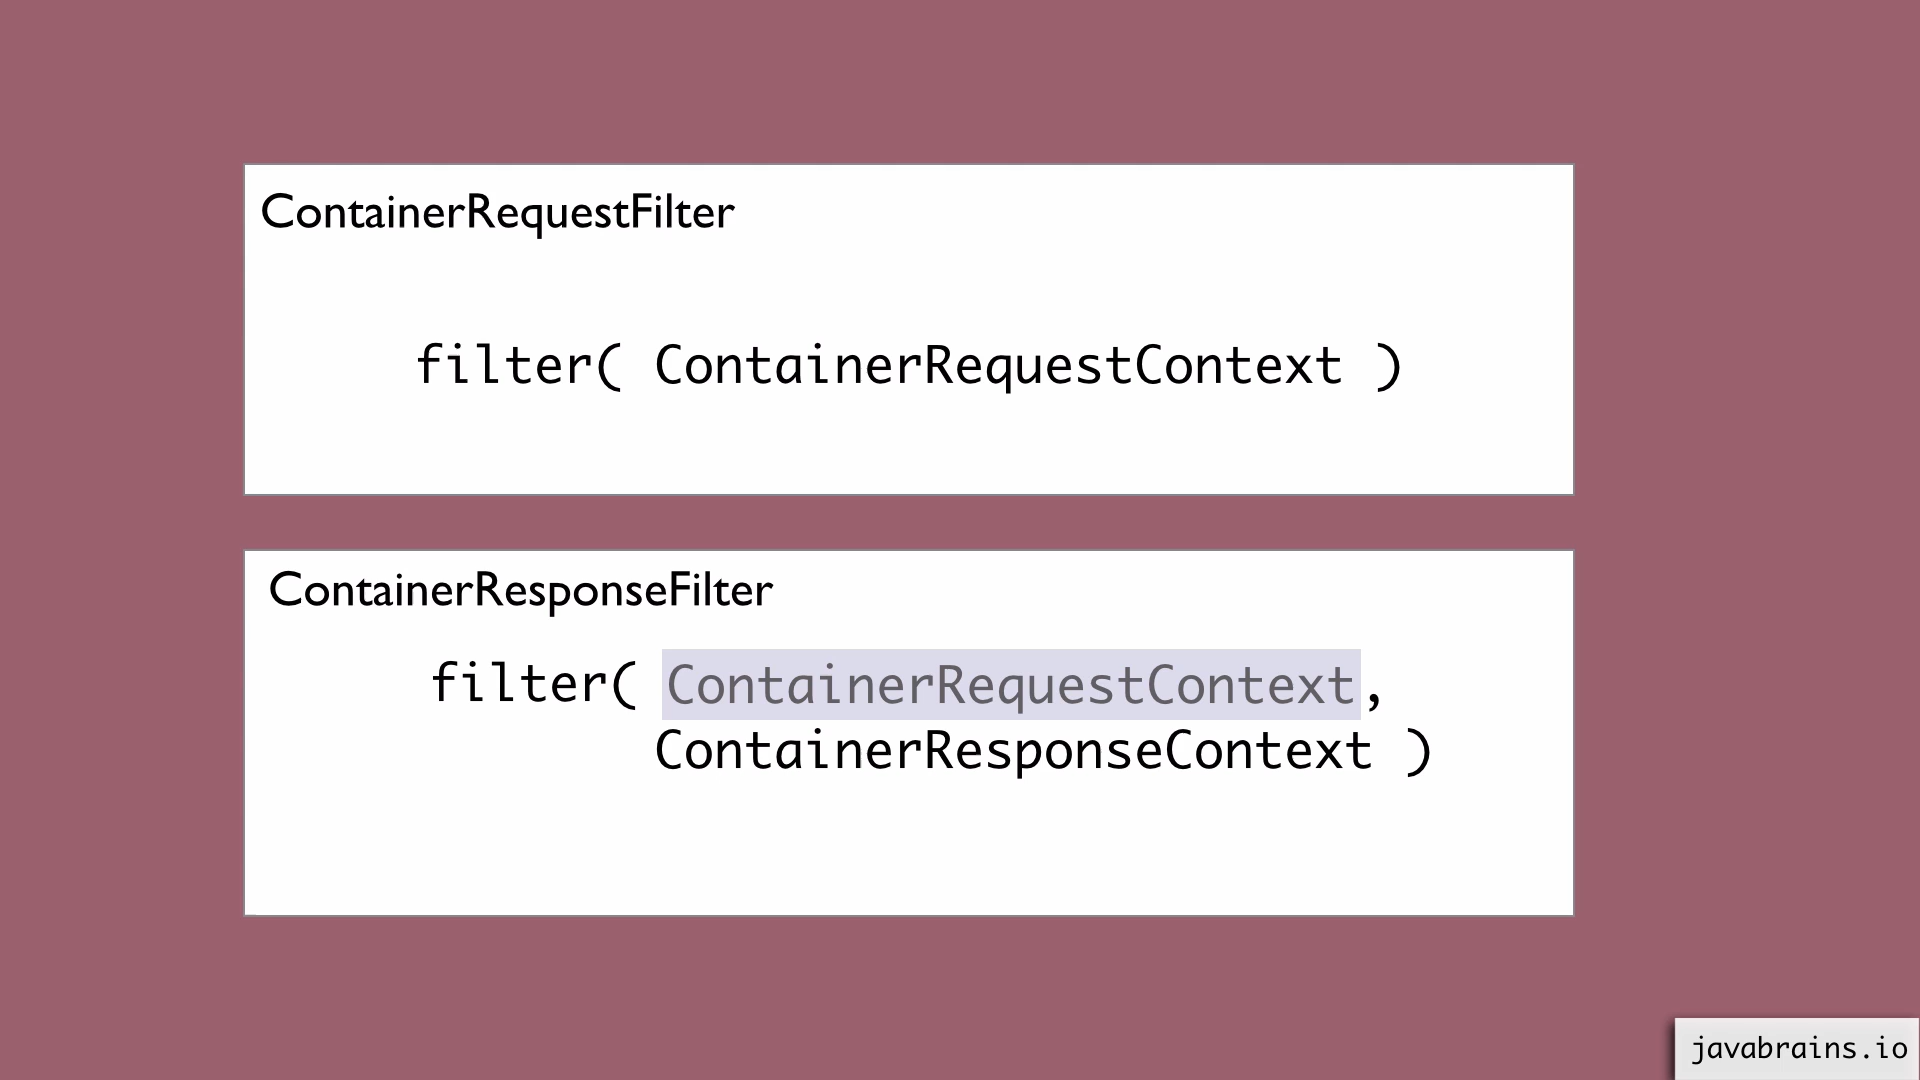 ContainerRequestFilter
filter( ContainerRequestContext )
ContainerResponseFilter
filter( ContainerRequestContext,
ContainerResponseContext )
javabrains.io